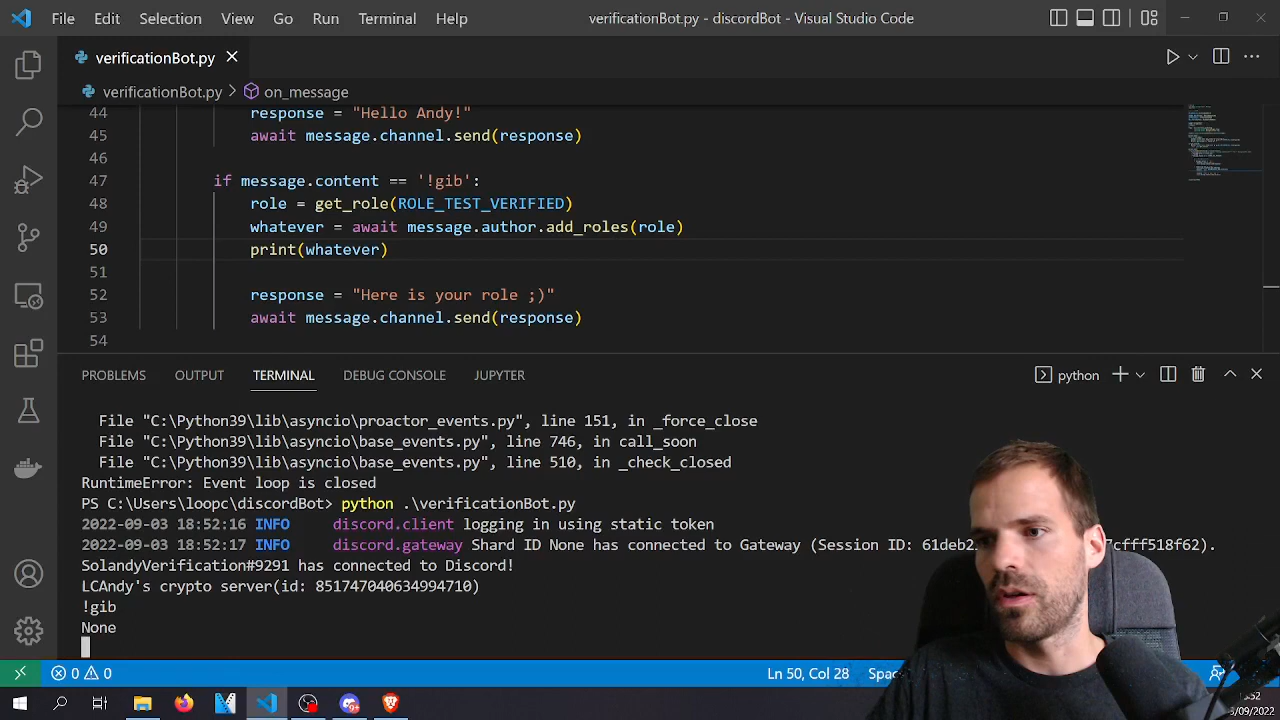 File Edit Selection View Go Run Terminal Help verificationBot.py - discordBot - Visual Studio Code
verificationBot.py
verificationBot.py > on_message
44 response = "Hello Andy!"
45 await message.channel.send(response)
46
47 if message.content == '!gib':
48 role = get_role(ROLE_TEST_VERIFIED)
49 whatever = await message.author.add_roles(role)
50 print(whatever)
51
52 response = "Here is your role ;)"
53 await message.channel.send(response)
54
PROBLEMS OUTPUT TERMINAL DEBUG CONSOLE JUPYTER python
File "C:\Python39\lib\asyncio\proactor_events.py", line 151, in _force_close
File "C:\Python39\lib\asyncio\base_events.py", line 746, in call_soon
File "C:\Python39\lib\asyncio\base_events.py", line 510, in _check_closed
RuntimeError: Event loop is closed
PS C:\Users\loopc\discordBot> python .\verificationBot.py
2022-09-03 18:52:16 INFO discord.client logging in using static token
2022-09-03 18:52:17 INFO discord.gateway Shard ID None has connected to Gateway (Session ID: 7cfff518f62).
SolandyVerification#9291 has connected to Discord!
LCAndy's crypto server(id: 851747040634994710)
!gib
None
0 0 Ln 50, Col 28